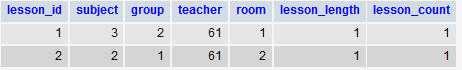 lesson_id subject group teacher room lesson_length lesson_count
1 3 2 61 1 1 1
2 2 1 61 2 1 1